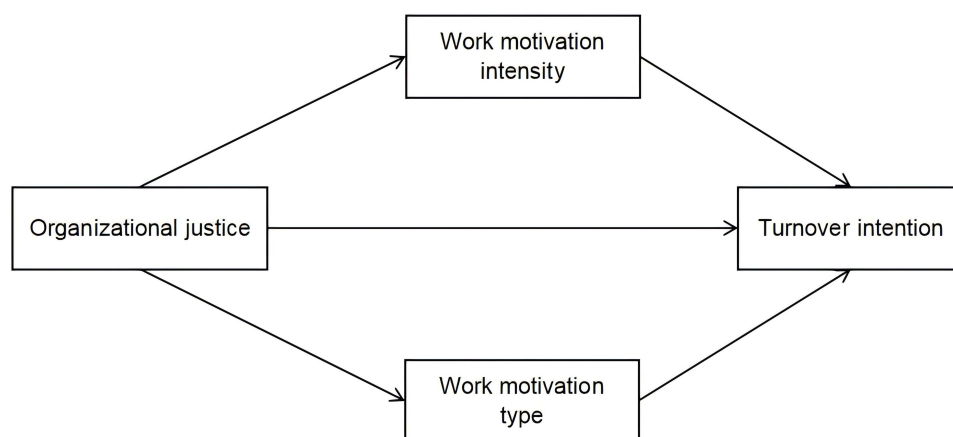 Work motivation
intensity
Organizational justice
Turnover intention
Work motivation
type